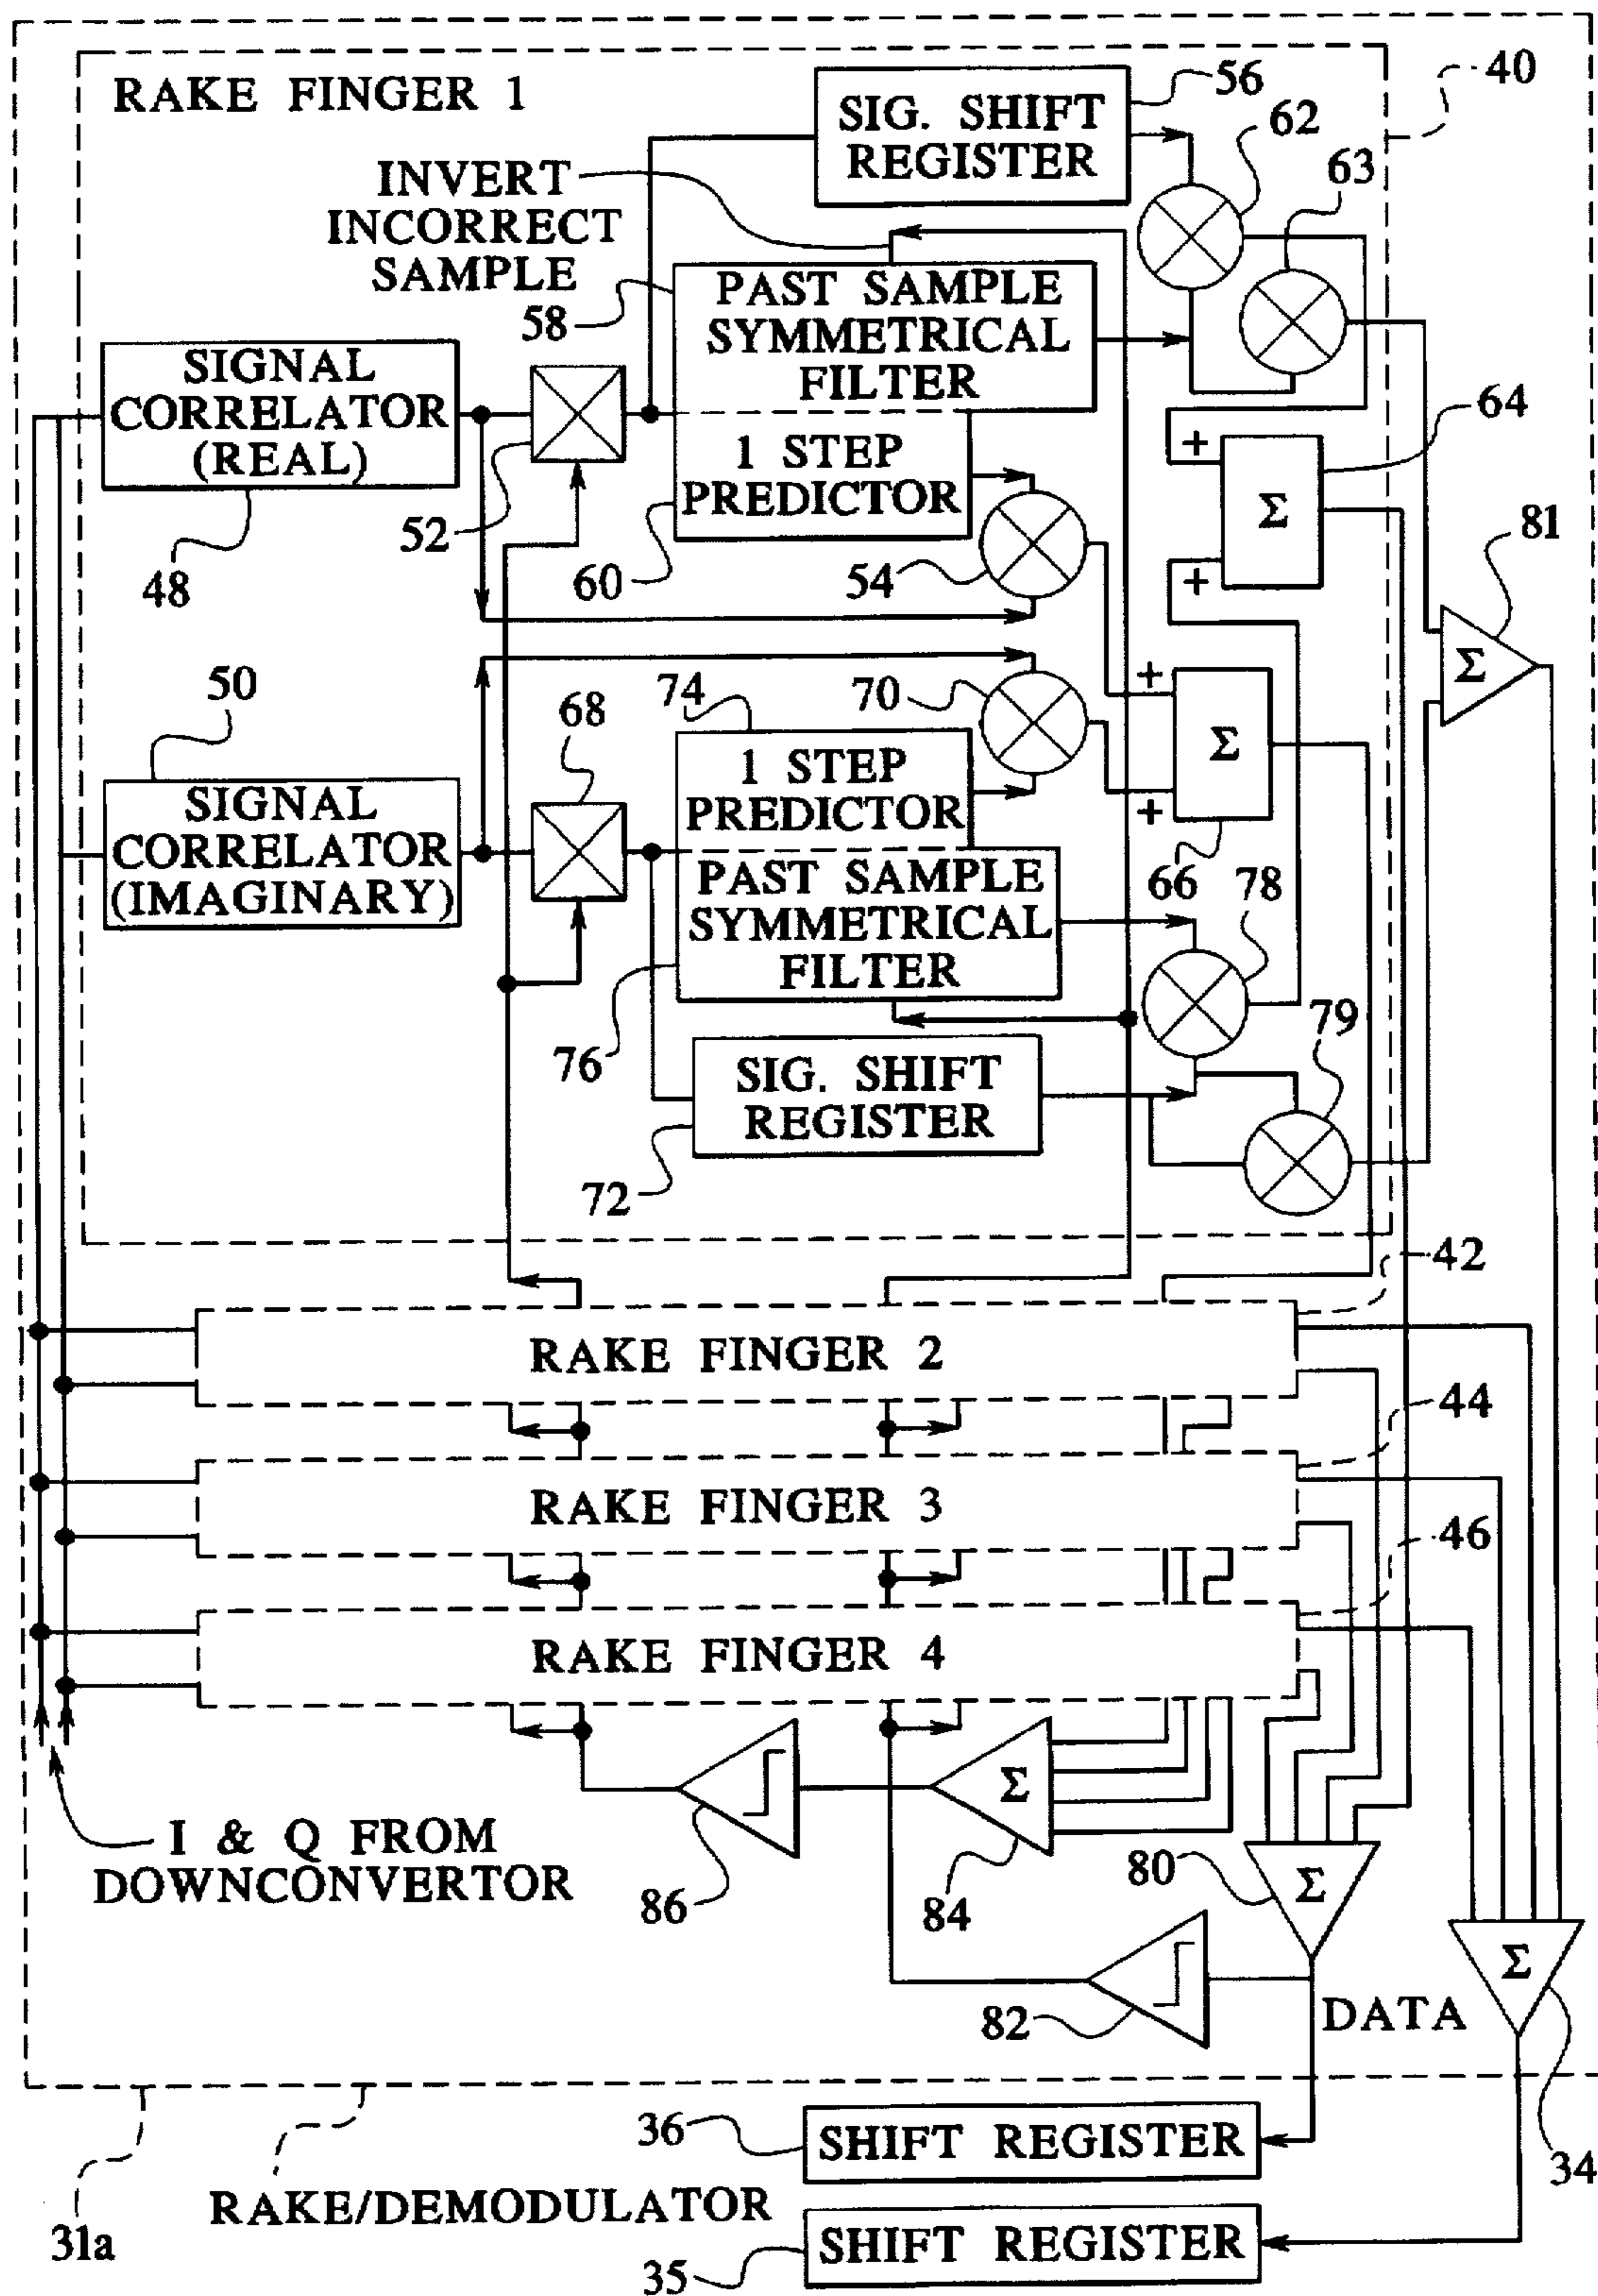 RAKE FINGER 1
40
SIG. SHIFT
REGISTER
56
62
63
INVERT
INCORRECT
SAMPLE
58
PAST SAMPLE
SYMMETRICAL
FILTER
1 STEP
PREDICTOR
SIGNAL
CORRELATOR
(REAL)
48
52
60
54
64
+
Σ
+
81
Σ
50
68
74
70
+
Σ
+
66
SIGNAL
CORRELATOR
(IMAGINARY)
1 STEP
PREDICTOR
PAST SAMPLE
SYMMETRICAL
FILTER
76
78
79
SIG. SHIFT
REGISTER
72
42
RAKE FINGER 2
44
RAKE FINGER 3
46
RAKE FINGER 4
I & Q FROM
DOWNCONVERTOR
86
Σ
84
80
Σ
82
DATA
Σ
34
36
SHIFT REGISTER
RAKE/DEMODULATOR
31a
35
SHIFT REGISTER